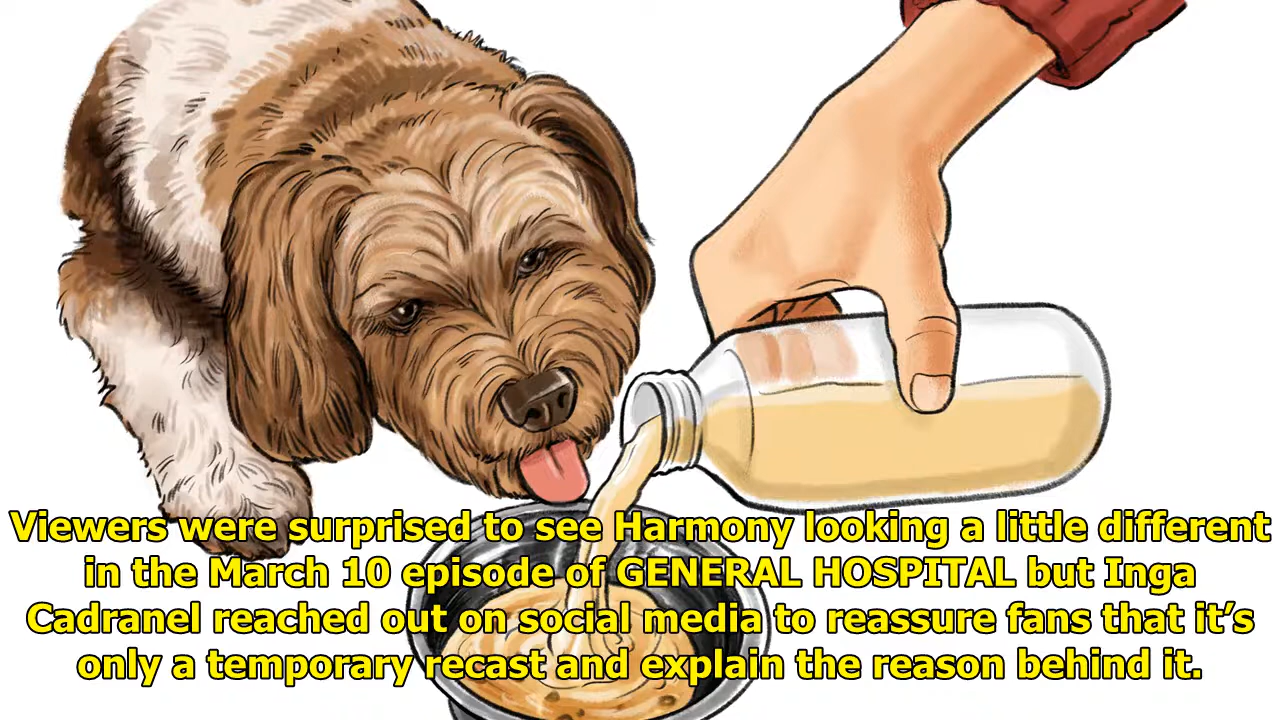 Viewers were surprised to see Harmony looking a little different
in the March 10 episode of GENERAL HOSPITAL but Inga
Cadranel reached out on social media to reassure fans that it’s
only a temporary recast and explain the reason behind it.